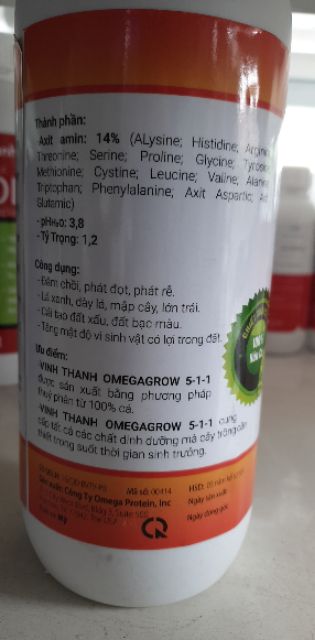 Thành phần:
-Axit amin: 14% (ALysine; Histidine; Arginine
Threonine; Serine; Proline; Glycine; Tyrosine
Methionine; Cystine; Leucine; Valine; Alanine
Triptophan; Phenylalanine; Axit Aspartic; Axit
Glutamic)
- pHH₂O: 3,8
- Tỷ Trọng: 1,2
Công dụng:
- Đâm chồi, phát đọt, phát rễ.
- Lá xanh, dày lá, mập cây, lớn trái.
- Cải tạo đất xấu, đất bạc màu.
- Tăng mật độ vi sinh vật có lợi trong đất.
Ưu điểm:
-VINH THANH OMEGAGROW 5-1-1
được sản xuất bằng phương pháp
thuỷ phân từ 100% cá.
-VINH THANH OMEGAGROW 5-1-1 cung
cấp tất cả các chất dinh dưỡng mà cây trồng cần
thiết trong suốt thời gian sinh trưởng.
Mã số: 00414
Sản xuất: Công Ty Omega Protein, Inc
HSD: 05 năm
Ngày sản xuất
Ngày đóng gói
Mỹ